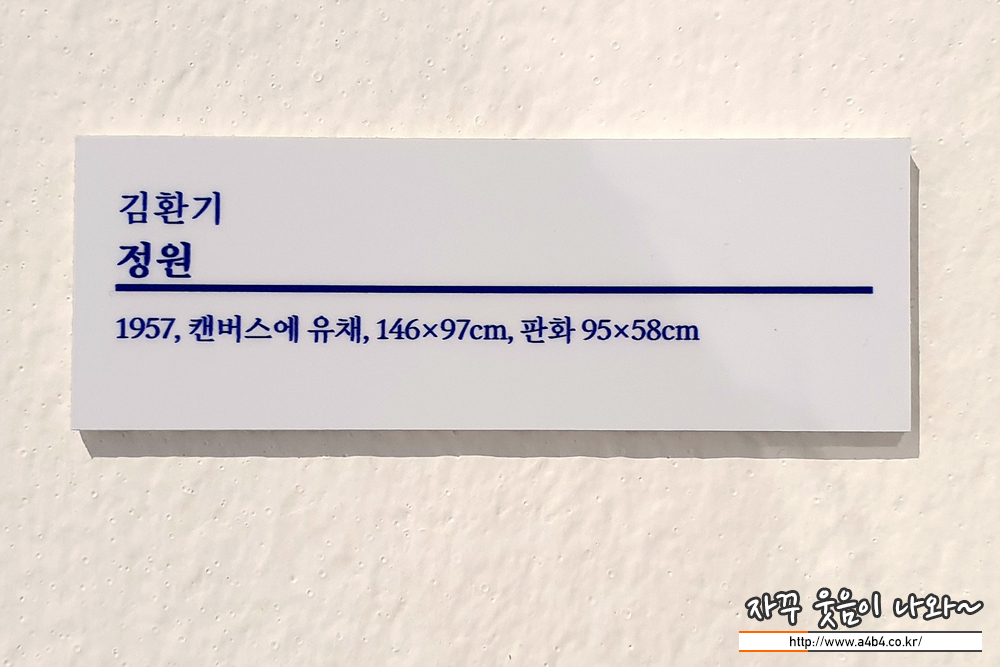 김환기
정원
1957, 캔버스에 유채, 146×97cm, 판화 95×58cm
자꾸 웃음이 나와~
http://www.a4b4.co.kr/